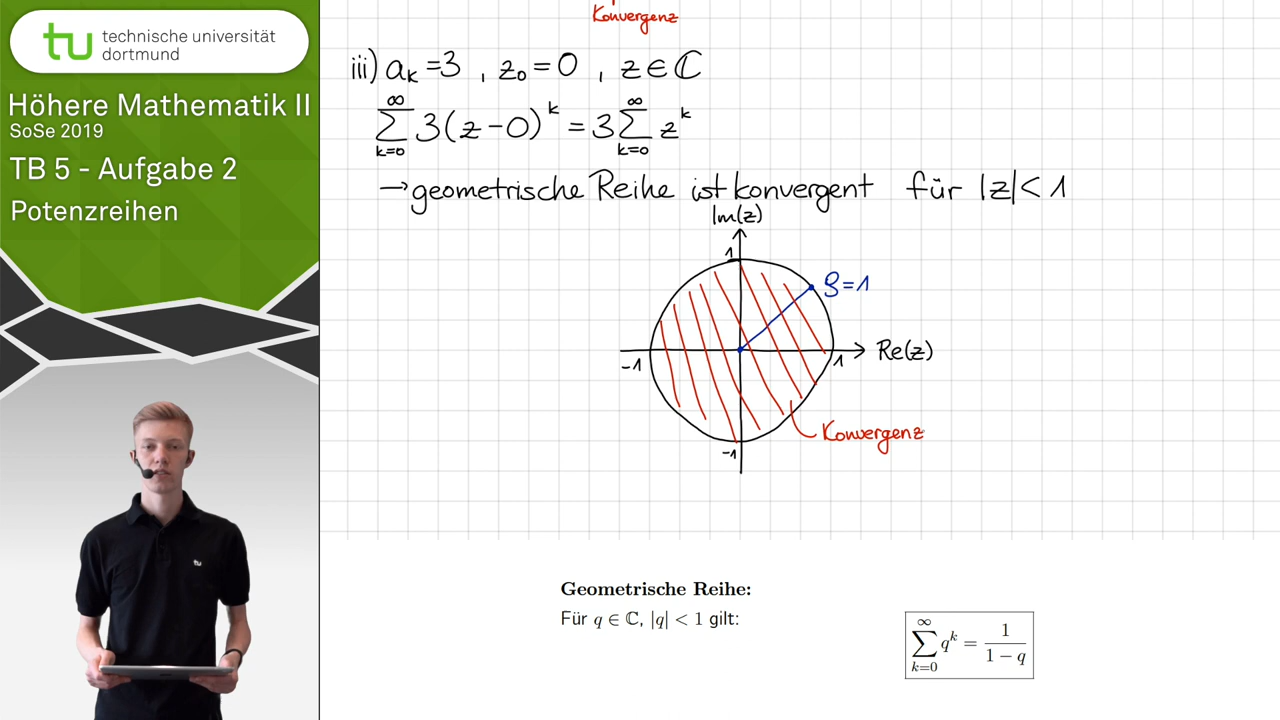 technische universität
dortmund
Höhere Mathematik II
SoSe 2019
TB 5 - Aufgabe 2
Potenzreihen
Konvergenz
iii) aₖ=3 , z₀=0 , z∈ℂ
∑_{k=0}^{∞} 3(z-0)^k = 3 ∑_{k=0}^{∞} z^k
→ geometrische Reihe ist konvergent für |z|<1
Im(z)
1
ϱ=1
-1
1
Re(z)
Konvergenz
-1
tu
Geometrische Reihe:
Für q ∈ ℂ, |q| < 1 gilt:
∑_{k=0}^{∞} q^k = 1/(1-q)